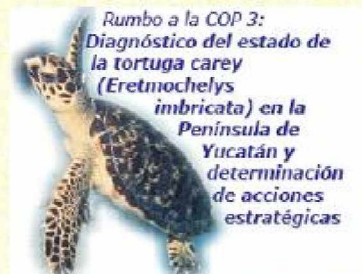 Rumbo a la COP 3:
Diagnóstico del estado de
la tortuga carey
(Eretmochelys
imbricata) en la
Península de
Yucatán y
determinación
de acciones
estratégicas